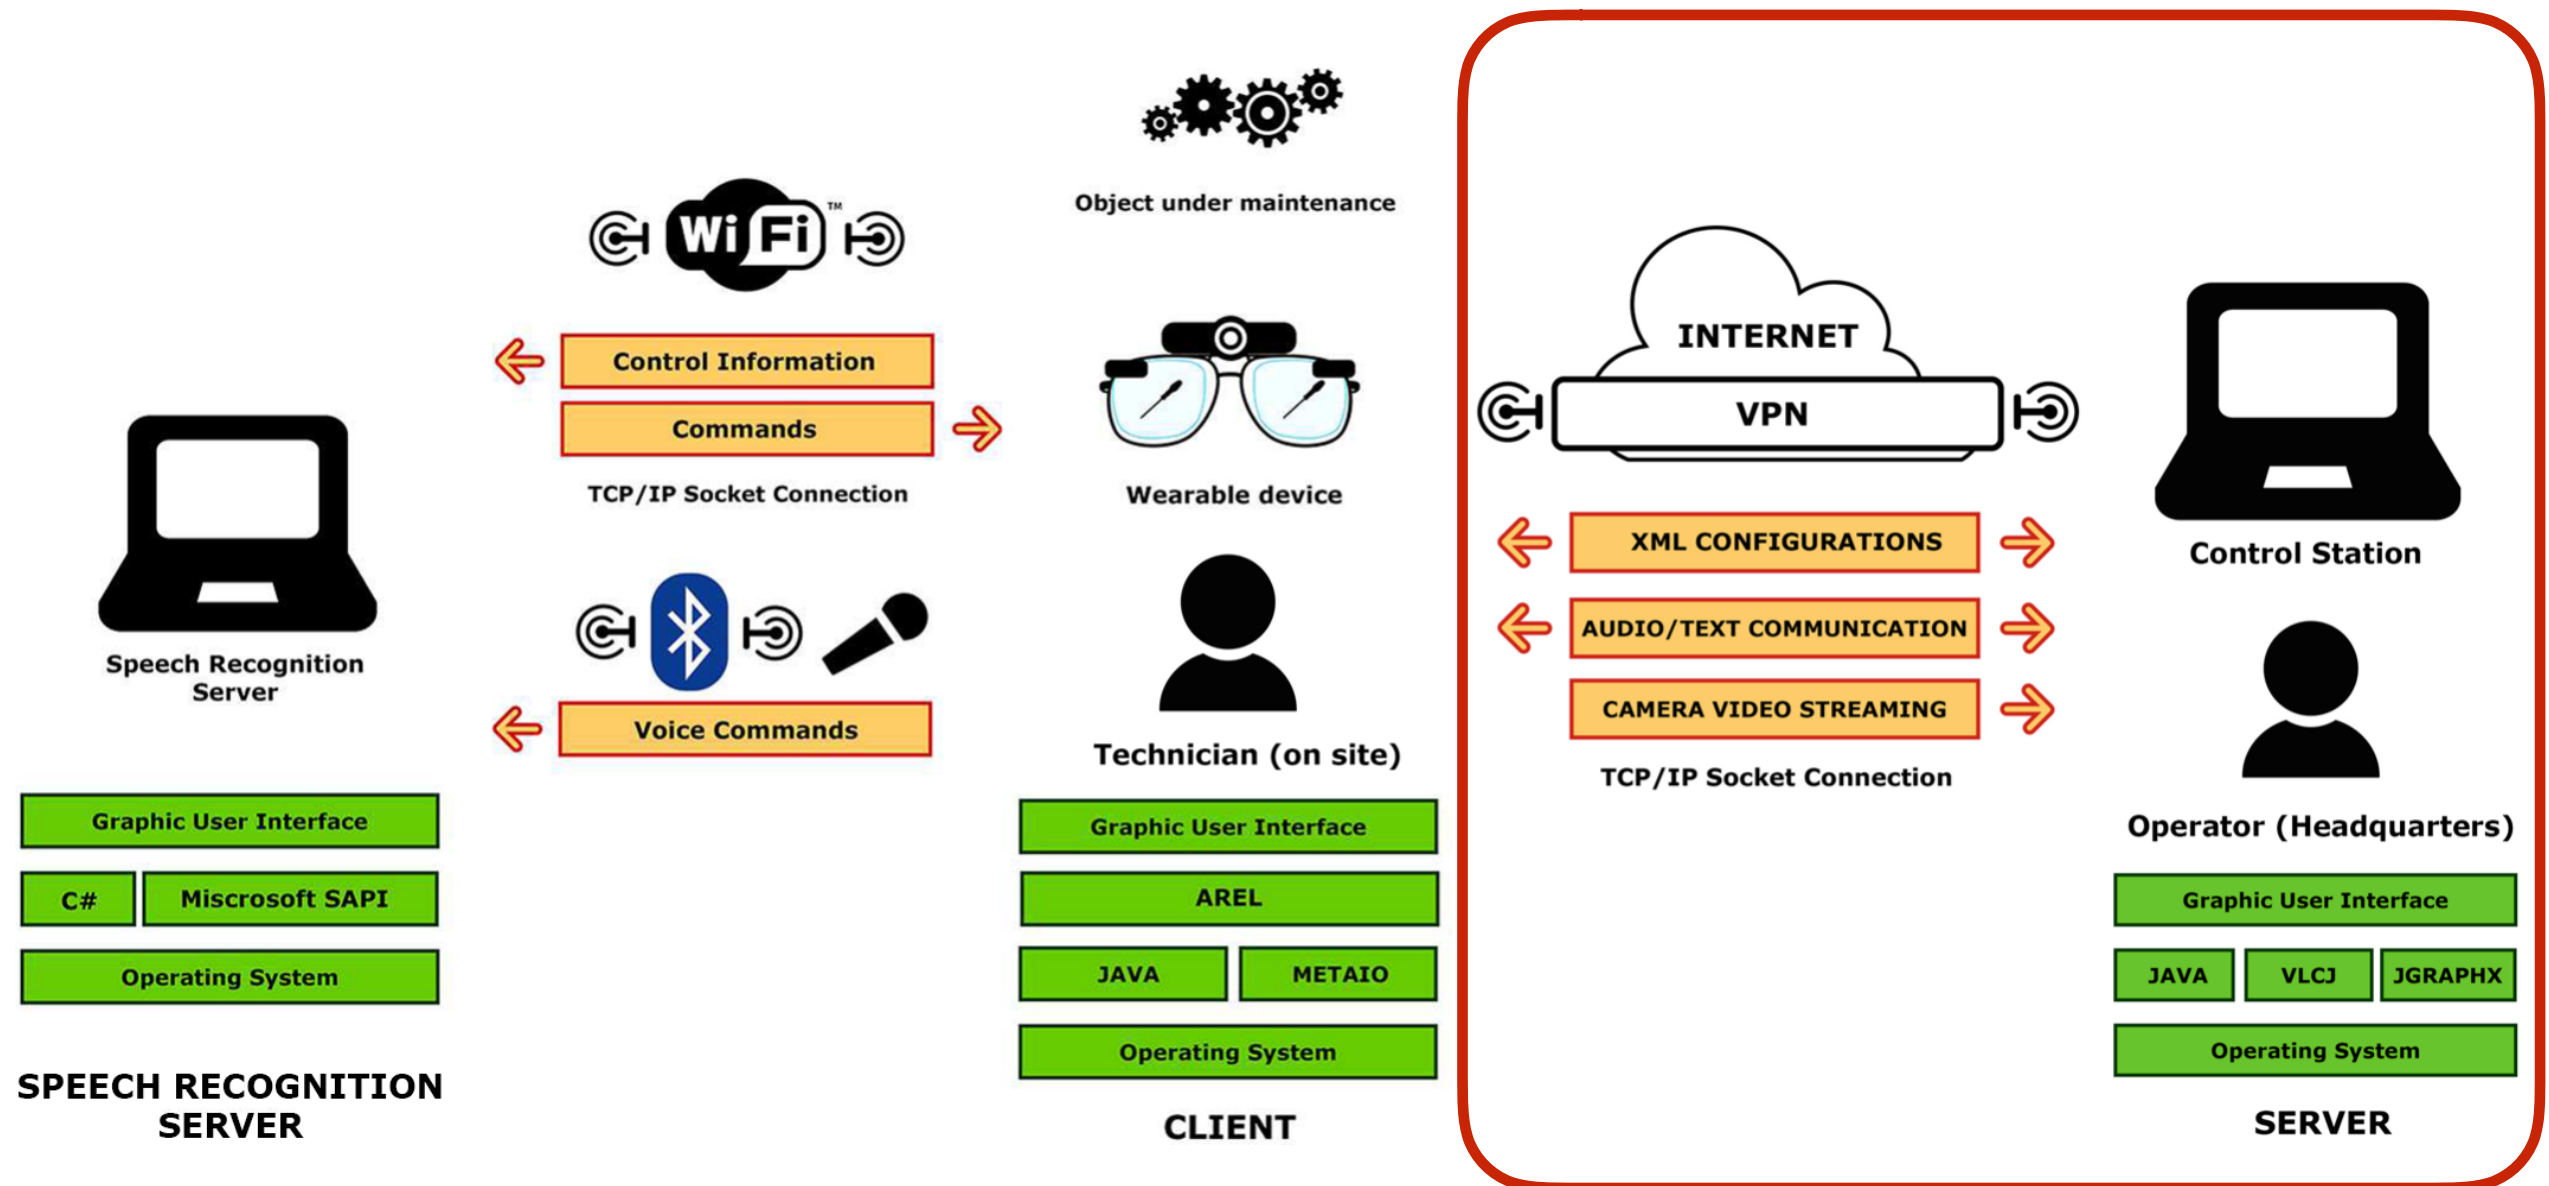 Object under maintenance
WiFi™
Control Information
Commands
TCP/IP Socket Connection
Voice Commands
Speech Recognition
Server
Graphic User Interface
C#
Miscrosoft SAPI
Operating System
SPEECH RECOGNITION
SERVER
Wearable device
Technician (on site)
Graphic User Interface
AREL
JAVA
METAIO
Operating System
CLIENT
INTERNET
VPN
XML CONFIGURATIONS
AUDIO/TEXT COMMUNICATION
CAMERA VIDEO STREAMING
TCP/IP Socket Connection
Control Station
Operator (Headquarters)
Graphic User Interface
JAVA
VLCJ
JGRAPHX
Operating System
SERVER